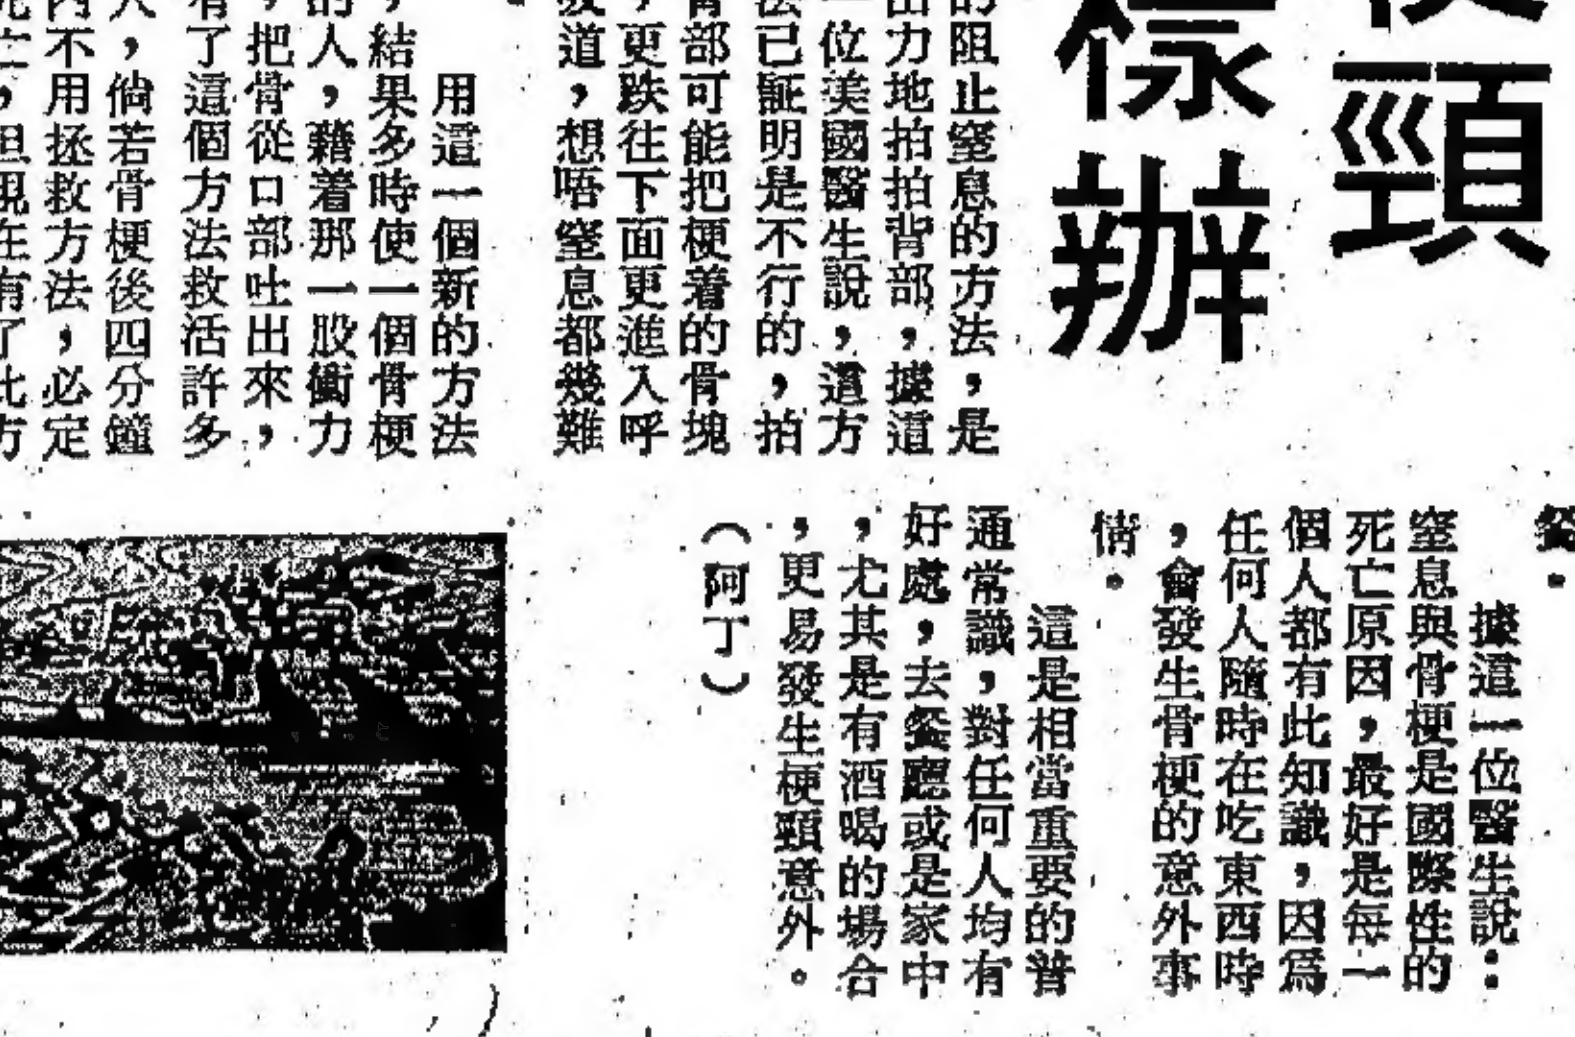 頸
樣辦
的阻止窒息的方法，是
出力地拍拍背部，據這
一位美國醫生說，這方
法已証明是不行的，拍
背部可能把梗着的骨塊
，更跌往下面更進入呼
道，想唔窒息都幾難
用這一個新的方法
，結果多時使一個骨梗
的人，藉着那一股衝力
，把骨從口部吐出來，
有了這個方法救活許多
人，倘若骨梗後四分鐘
內不用拯救方法，必定
死亡，但現在有了此方
餐。
據這一位醫生說：
窒息與骨梗是國際性的
死亡原因，最好是每一
個人都有此知識，因爲
任何人隨時在吃東西時
，會發生骨梗的意外事
情。
這是相當重要的普
通常識，對任何人均有
好處，去餐廳或是家中
，尤其是有酒喝的場合
，更易發生梗頸意外。
（阿丁）